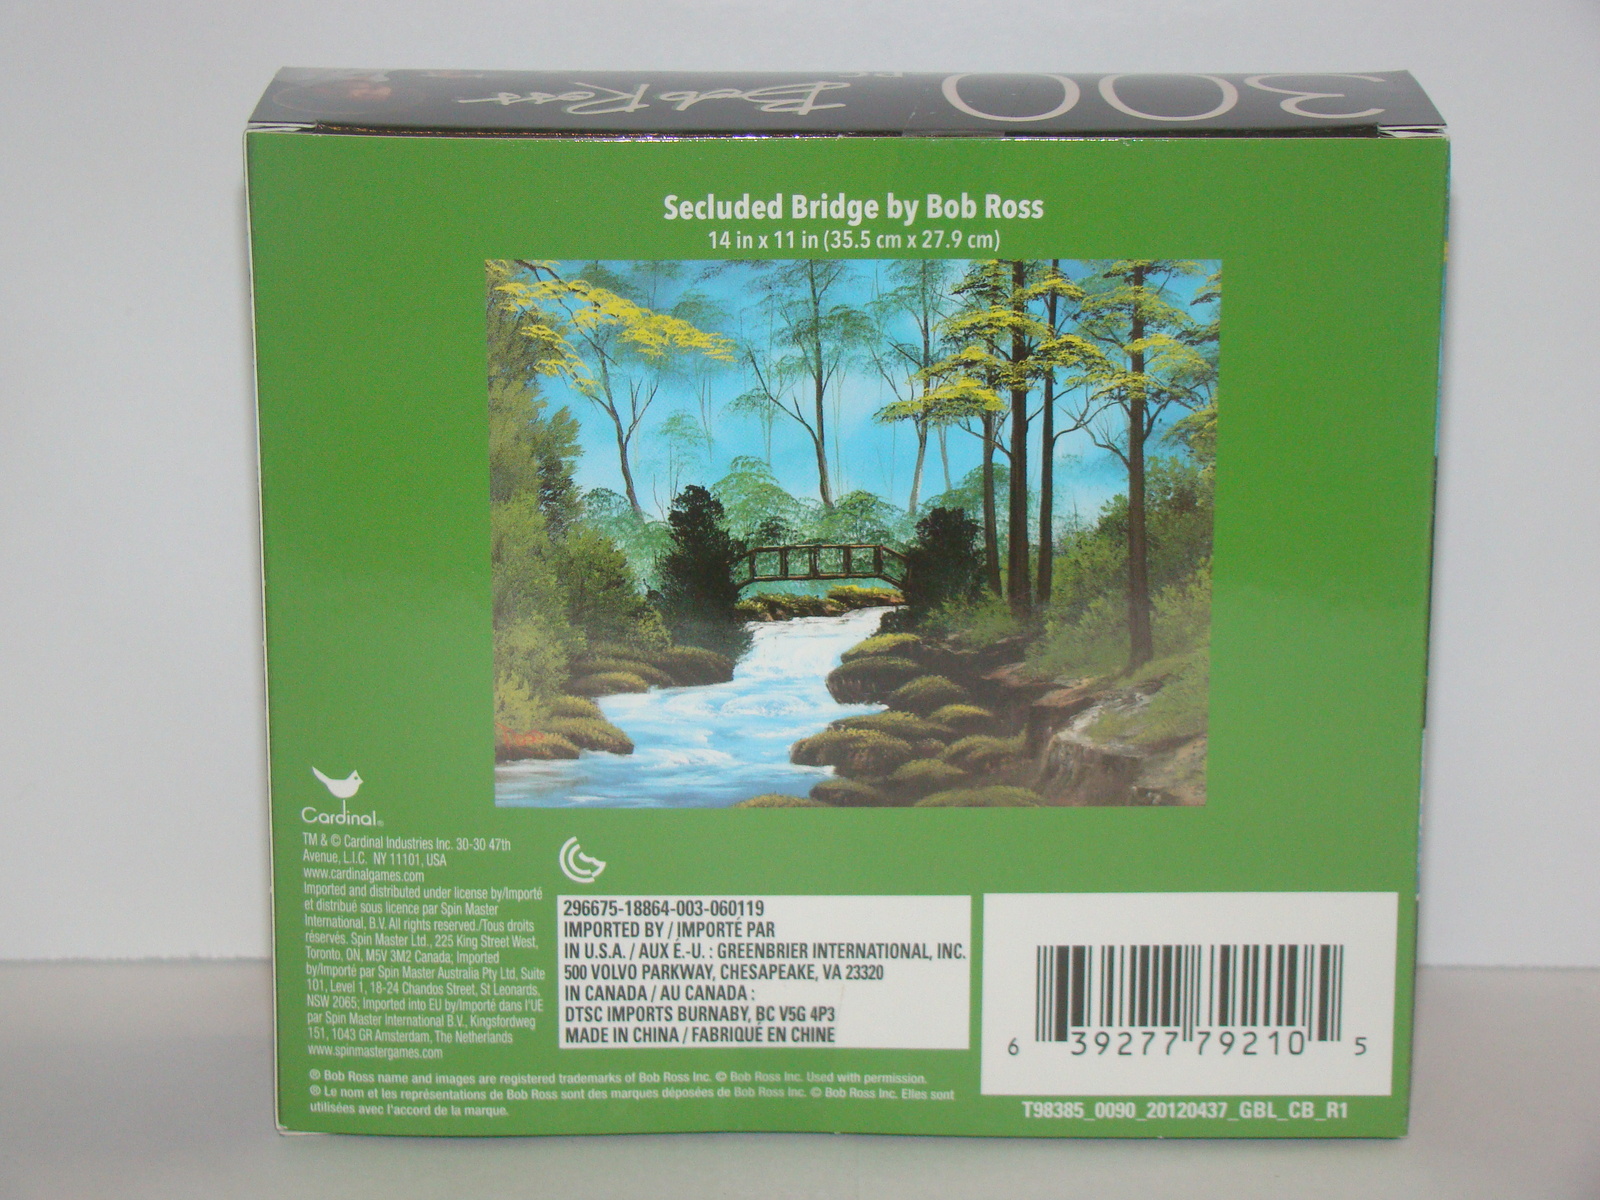 300 PC
Bob Ross
Secluded Bridge by Bob Ross
14 in x 11 in (35.5 cm x 27.9 cm)
Cardinal®
TM & © Cardinal Industries Inc. 30-30 47th
Avenue, L.I.C. NY 11101, USA
www.cardinalgames.com
Imported and distributed under license by/Importé
et distribué sous licence par Spin Master
International, B.V. All rights reserved./Tous droits
réservés. Spin Master Ltd., 225 King Street West,
Toronto, ON, M5V 3M2 Canada; Imported
by/Importé par Spin Master Australia Pty Ltd, Suite
101, Level 1, 18-24 Chandos Street, St Leonards,
NSW 2065; Imported into EU by/Importé dans l'UE
par Spin Master International B.V., Kingsfordweg
151, 1043 GR Amsterdam, The Netherlands
www.spinmastergames.com
296675-18864-003-060119
IMPORTED BY / IMPORTÉ PAR
IN U.S.A. / AUX É.-U. : GREENBRIER INTERNATIONAL, INC.
500 VOLVO PARKWAY, CHESAPEAKE, VA 23320
IN CANADA / AU CANADA :
DTSC IMPORTS BURNABY, BC V5G 4P3
MADE IN CHINA / FABRIQUÉ EN CHINE
6 39277 79210 5
® Bob Ross name and images are registered trademarks of Bob Ross Inc. © Bob Ross Inc. Used with permission.
® Le nom et les représentations de Bob Ross sont des marques déposées de Bob Ross Inc. © Bob Ross Inc. Elles sont
utilisées avec l'accord de la marque.
T98385_0090_20120437_GBL_CB_R1